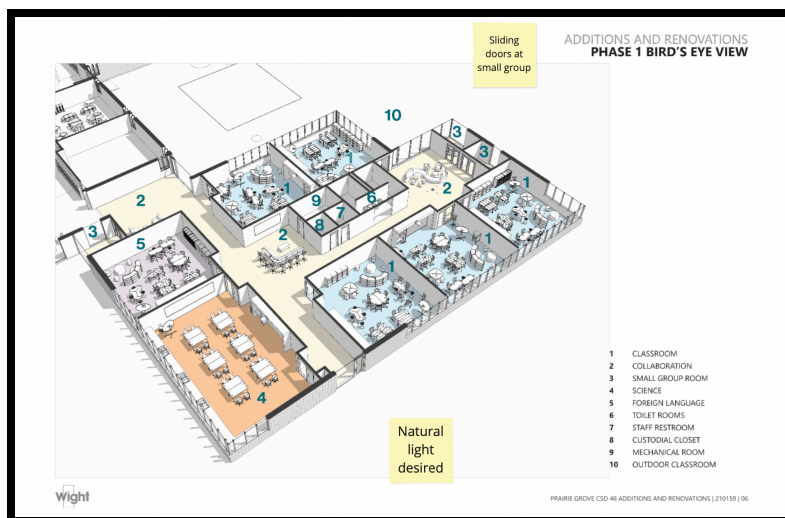 Sliding
doors at
small group
ADDITIONS AND RENOVATIONS
PHASE 1 BIRD'S EYE VIEW
10
3
3
1
1
1
2
6
9
7
8
2
3
2
1
5
1
4
1 CLASSROOM
2 COLLABORATION
3 SMALL GROUP ROOM
4 SCIENCE
5 FOREIGN LANGUAGE
6 TOILET ROOMS
7 STAFF RESTROOM
8 CUSTODIAL CLOSET
9 MECHANICAL ROOM
10 OUTDOOR CLASSROOM
Natural
light
desired
Wight
PRAIRIE GROVE CSD 46 ADDITIONS AND RENOVATIONS | 210159 | 06